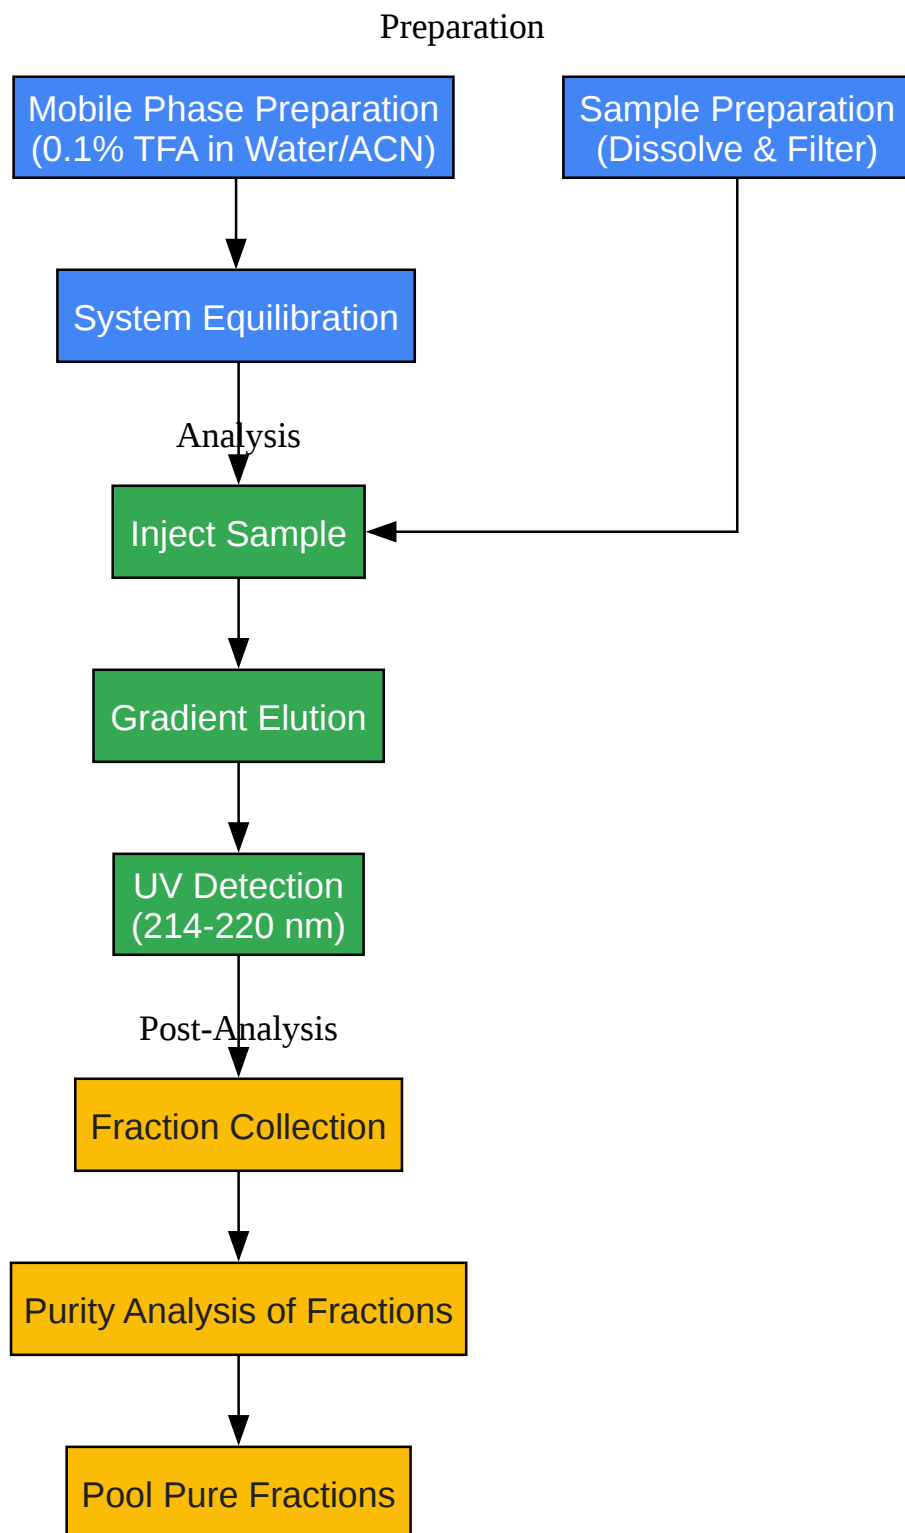 Preparation
Mobile Phase Preparation
(0.1% TFA in Water/ACN)
Sample Preparation
(Dissolve & Filter)
System Equilibration
Analysis
Inject Sample
Gradient Elution
UV Detection
(214-220 nm)
Post-Analysis
Fraction Collection
Purity Analysis of Fractions
Pool Pure Fractions